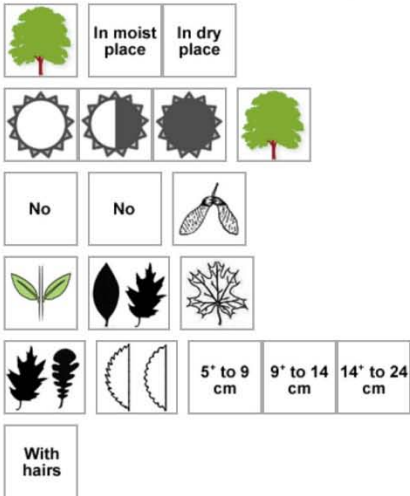 In moist place
In dry place
No
No
5+ to 9 cm
9+ to 14 cm
14+ to 24 cm
With hairs